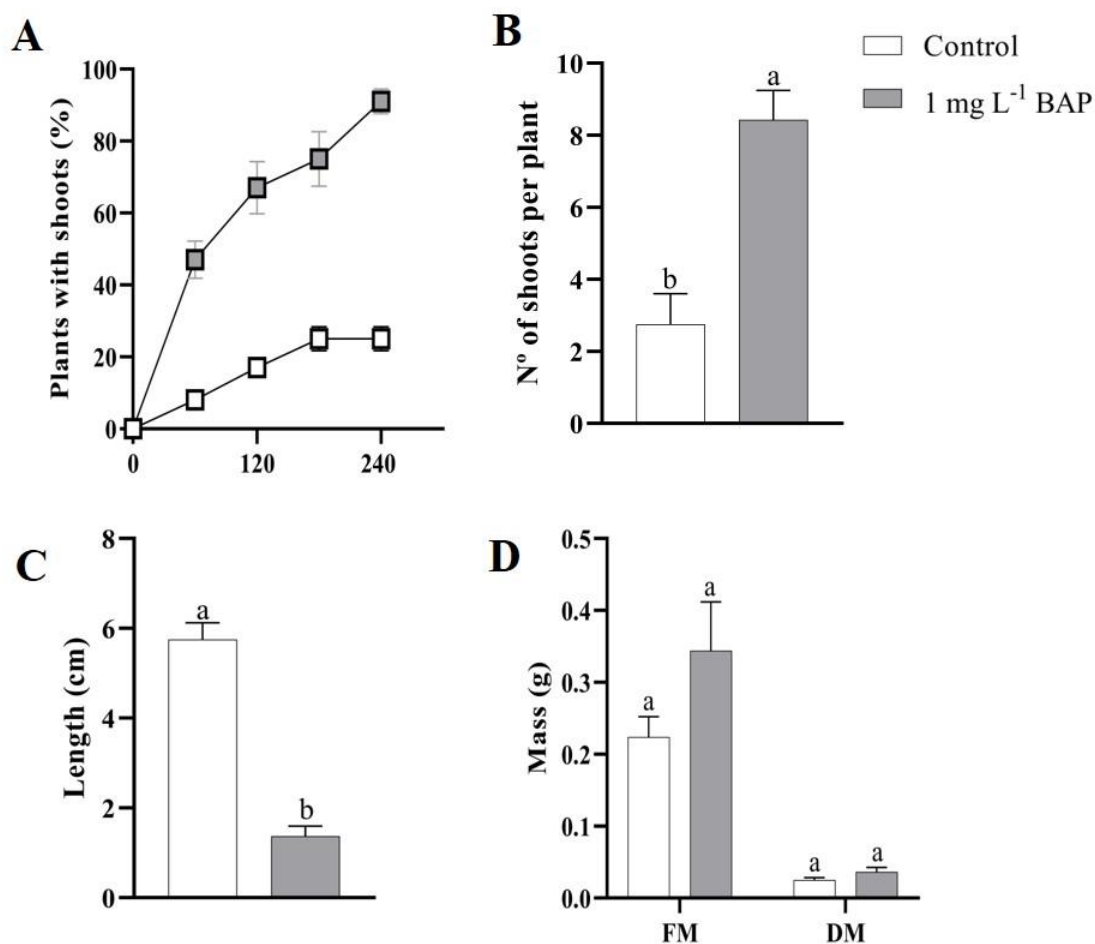 A
Plants with shoots (%)
100
80
60
40
20
0
0 120 240
B
Nº of shoots per plant
10
8
6
4
2
0
b
a
Control
1 mg L⁻¹ BAP
C
Length (cm)
8
6
4
2
0
a
b
D
Mass (g)
0.5
0.4
0.3
0.2
0.1
0.0
a
a
a
a
FM DM